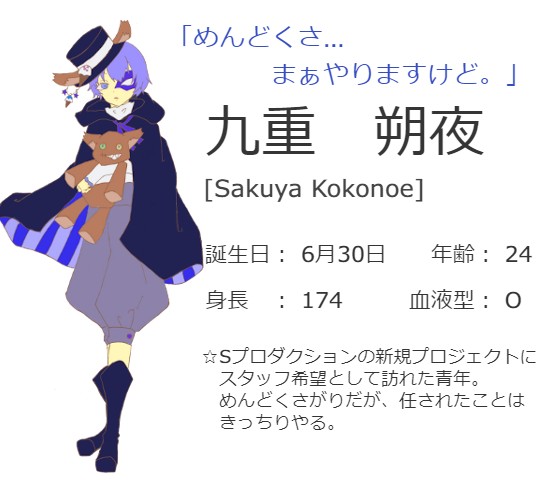 「めんどくさ...
まぁやりますけど。」
九重　朔夜
[Sakuya Kokonoe]
誕生日： 6月30日　　年齢： 24
身長　： 174　　血液型： O
☆Sプロダクションの新規プロジェクトに
スタッフ希望として訪れた青年。
めんどくさがりだが、任されたことは
きっちりやる。